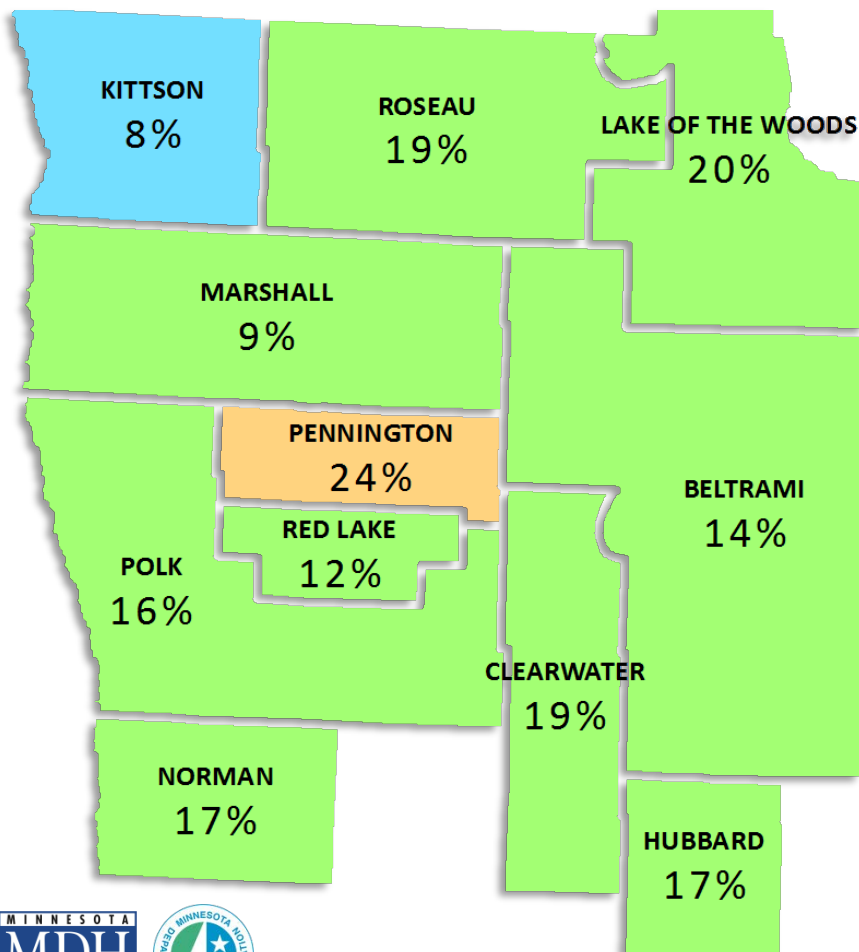 KITTSON
8%
ROSEAU
19%
LAKE OF THE WOODS
20%
MARSHALL
9%
PENNINGTON
24%
BELTRAMI
14%
RED LAKE
12%
POLK
16%
CLEARWATER
19%
NORMAN
17%
HUBBARD
17%
MINNESOTA
MDH
MINNESOTA